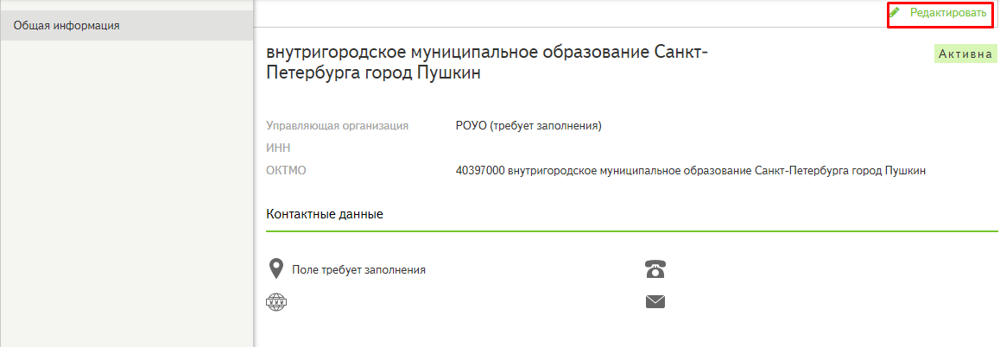 Общая информация
Редактировать
внутригородское муниципальное образование Санкт-
Петербурга город Пушкин
Активна
Управляющая организация РОУО (требует заполнения)
ИНН
ОКТМО 40397000 внутригородское муниципальное образование Санкт-Петербурга город Пушкин
Контактные данные
Поле требует заполнения
WWW